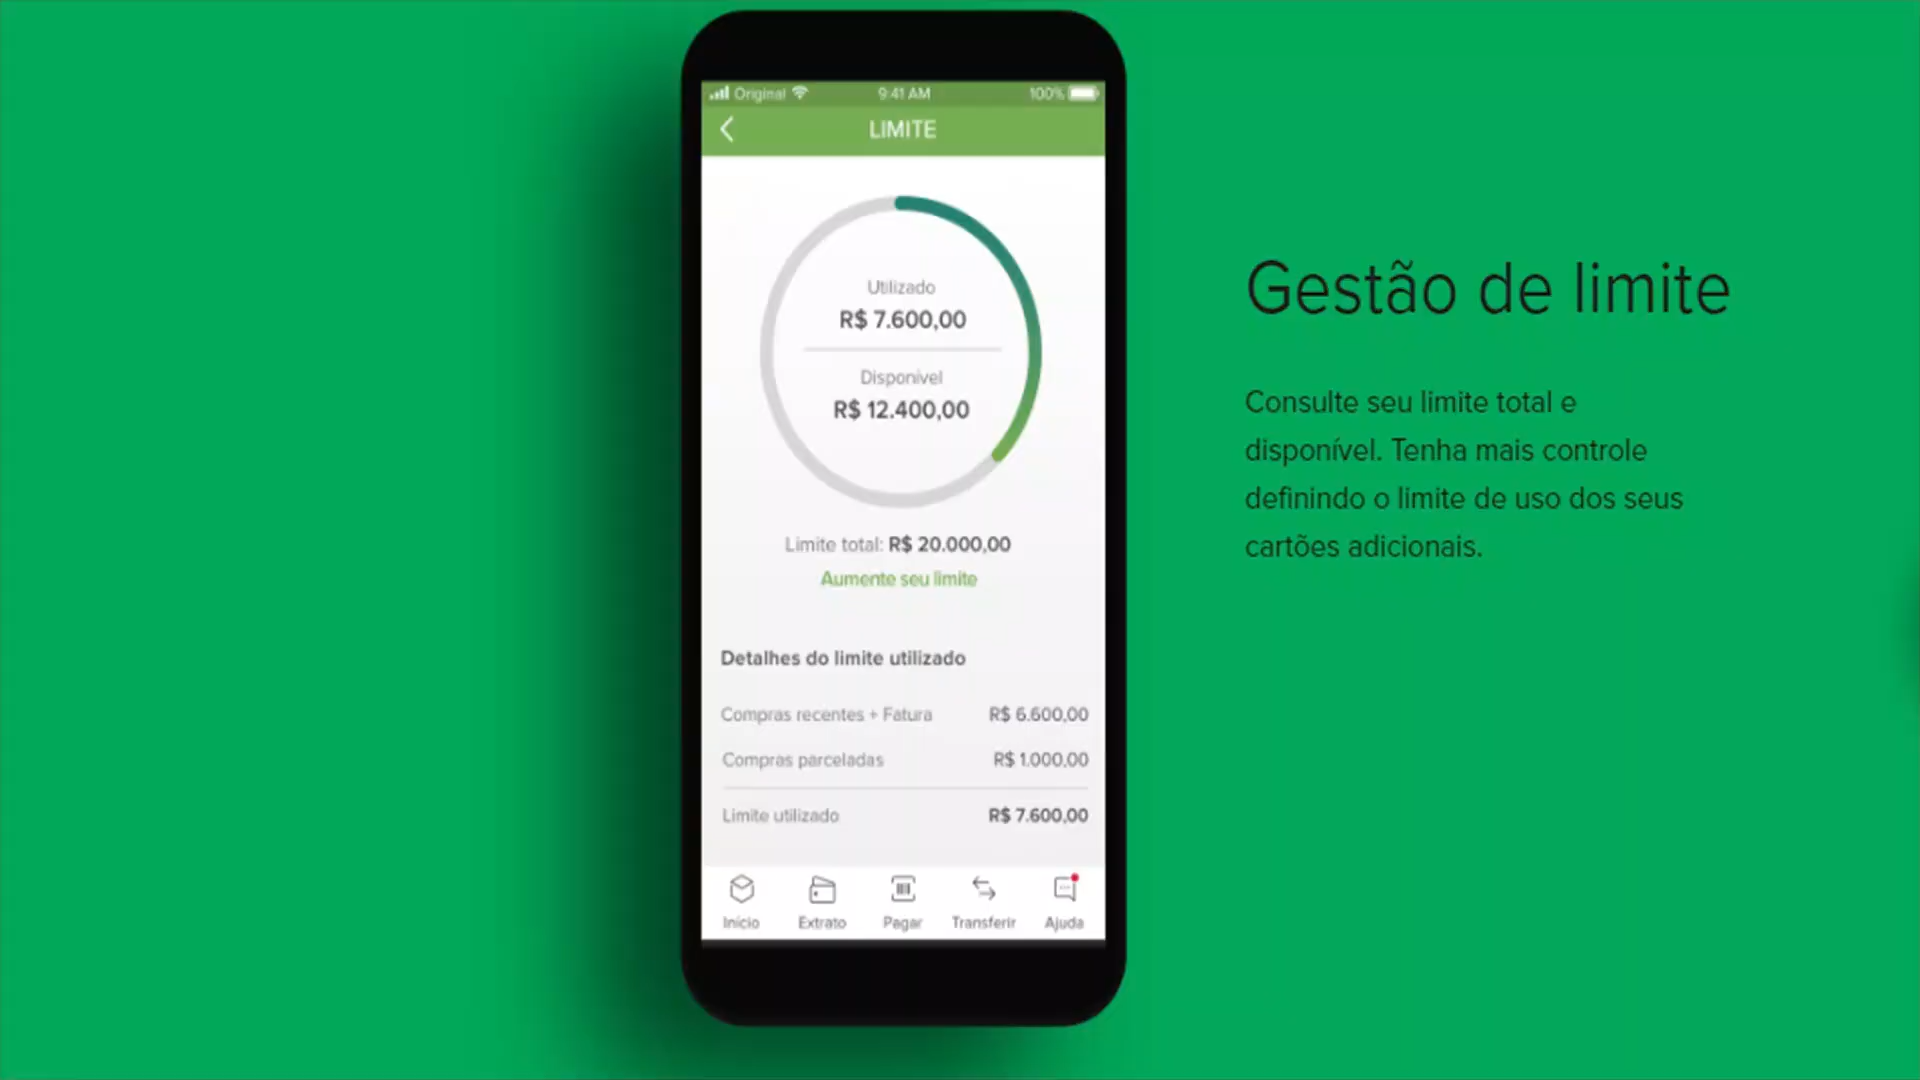 Original
9:41 AM
100%
LIMITE
Utilizado
R$ 7.600,00
Disponível
R$ 12.400,00
Limite total: R$ 20.000,00
Aumente seu limite
Detalhes do limite utilizado
Compras recentes + Fatura R$ 6.600,00
Compras parceladas R$ 1.000,00
Limite utilizado R$ 7.600,00
Início Extrato Pagar Transferir Ajuda
Gestão de limite
Consulte seu limite total e
disponível. Tenha mais controle
definindo o limite de uso dos seus
cartões adicionais.